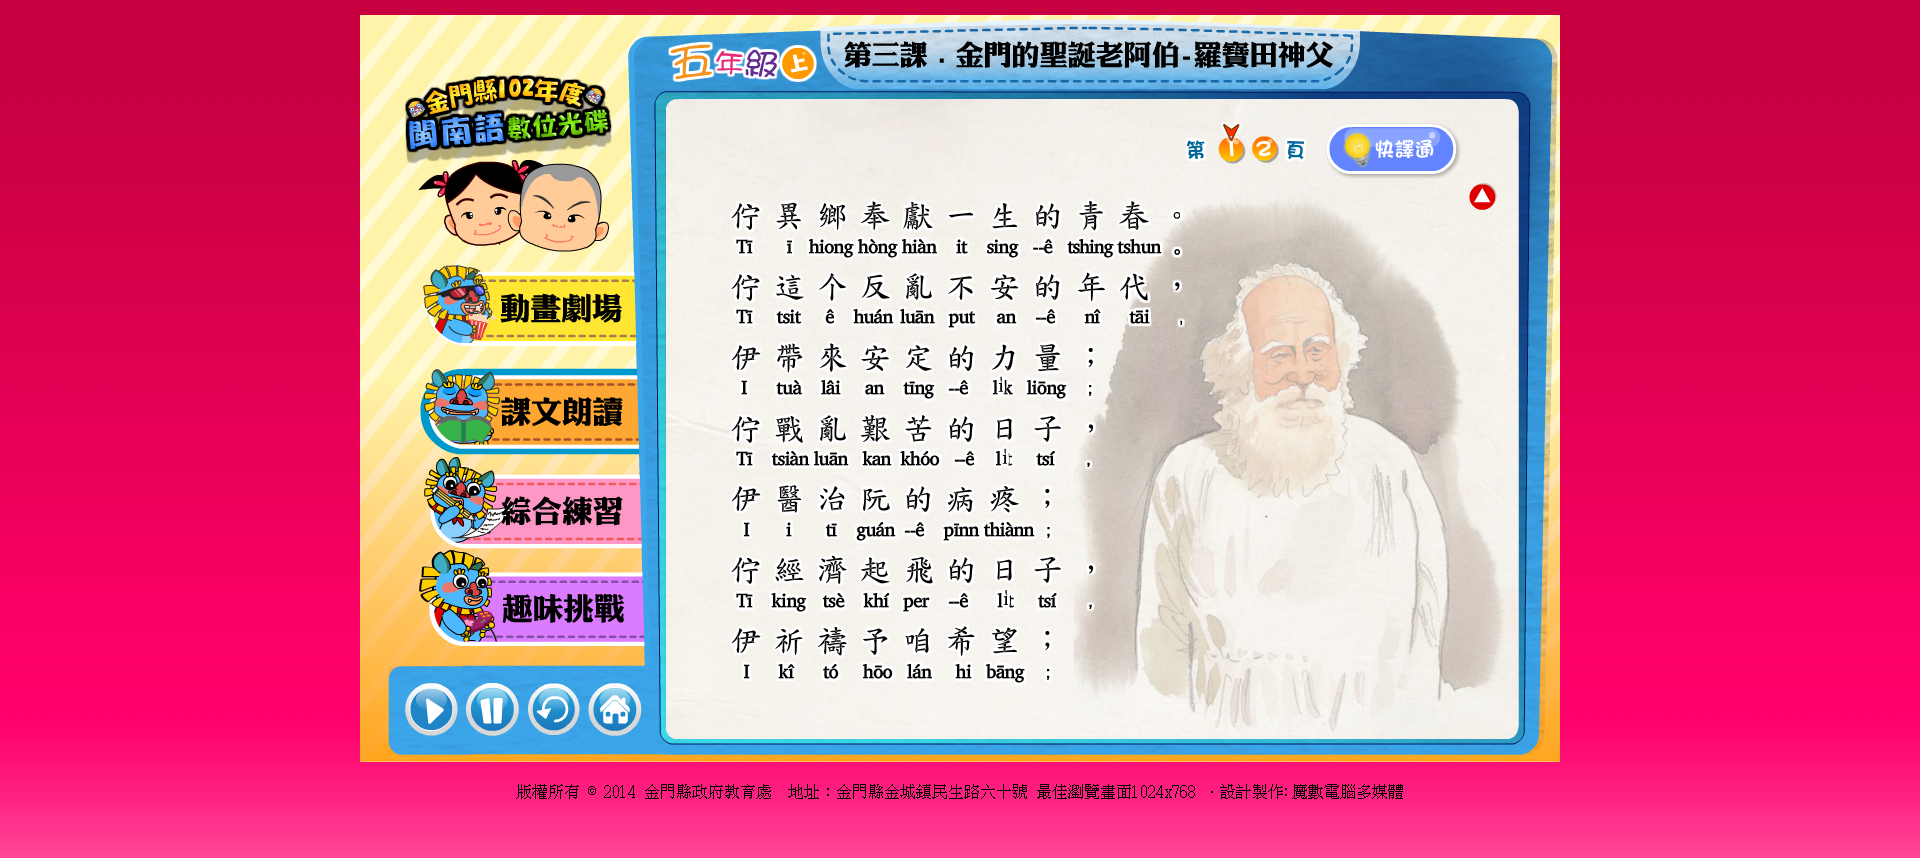 五年級上
第三課．金門的聖誕老阿伯-羅寶田神父
金門縣102年度
閩南語數位光碟
第 1 2 頁
快譯通
動畫劇場
課文朗讀
綜合練習
趣味挑戰
佇異鄉奉獻一生的青春。
Tī ī hiong hòng hiàn it sing --ê tshing tshun 。
佇這个反亂不安的年代，
Tī tsit ê huán luān put an --ê nî tāi ，
伊帶來安定的力量；
I tuà lâi an tīng --ê li̍k liōng ；
佇戰亂艱苦的日子，
Tī tsiàn luān kan khóo --ê li̍t tsí ，
伊醫治阮的病疼；
I i tī guán --ê pīnn thiànn ；
佇經濟起飛的日子，
Tī king tsè khí per --ê li̍t tsí ，
伊祈禱予咱希望；
I kî tó hōo lán hi bāng ；
版權所有 © 2014 金門縣政府教育處 地址：金門縣金城鎮民生路六十號 最佳瀏覽畫面1024x768 ‧設計製作:魔數電腦多媒體